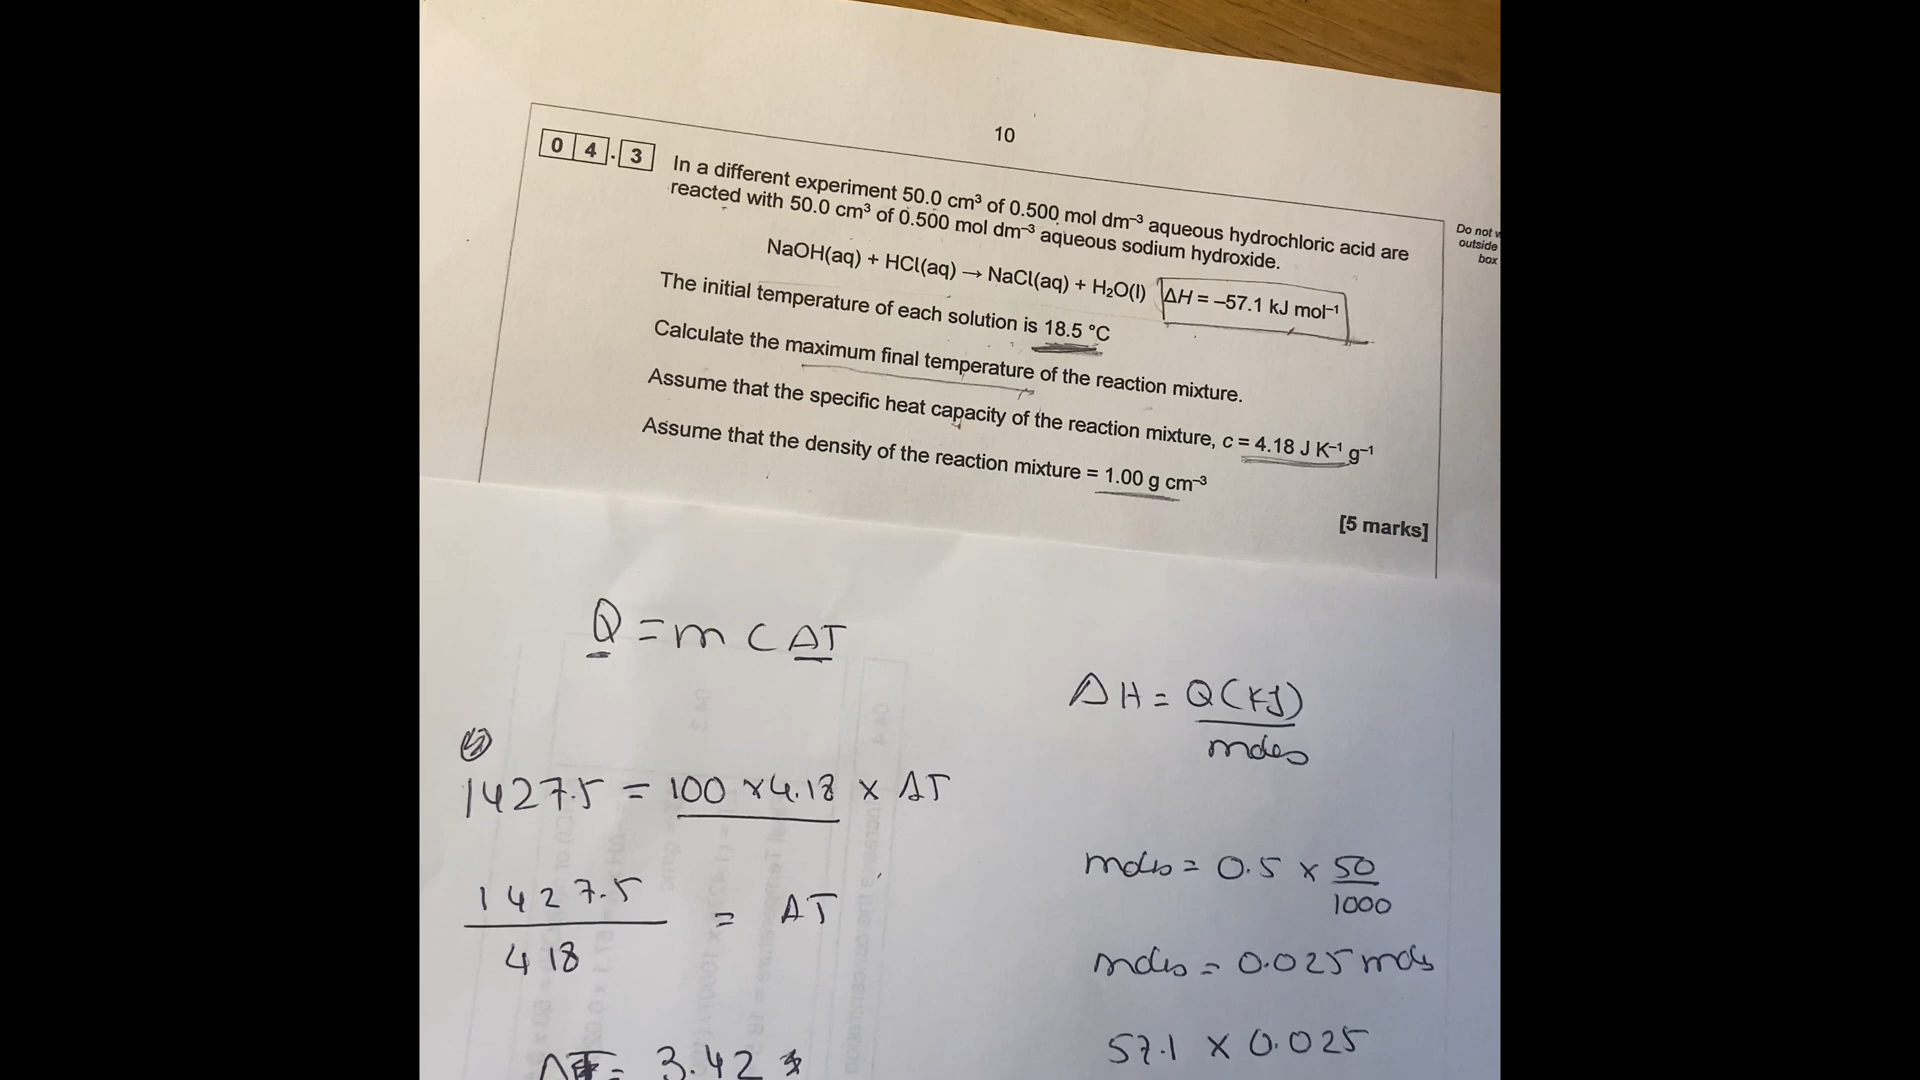 10
04.3 In a different experiment 50.0 cm³ of 0.500 mol dm⁻³ aqueous hydrochloric acid are
reacted with 50.0 cm³ of 0.500 mol dm⁻³ aqueous sodium hydroxide.
NaOH(aq) + HCl(aq) → NaCl(aq) + H₂O(l) ΔH = –57.1 kJ mol⁻¹
The initial temperature of each solution is 18.5 °C
Calculate the maximum final temperature of the reaction mixture.
Assume that the specific heat capacity of the reaction mixture, c = 4.18 J K⁻¹ g⁻¹
Assume that the density of the reaction mixture = 1.00 g cm⁻³
[5 marks]
Do not
outside
box
Q = m C ΔT
1427.5 = 100 × 4.18 × ΔT
1427.5
418
= ΔT
ΔT = 3.42
ΔH = Q(KJ)
moles
moles = 0.5 × 50
1000
moles = 0.025 mols
57.1 × 0.025